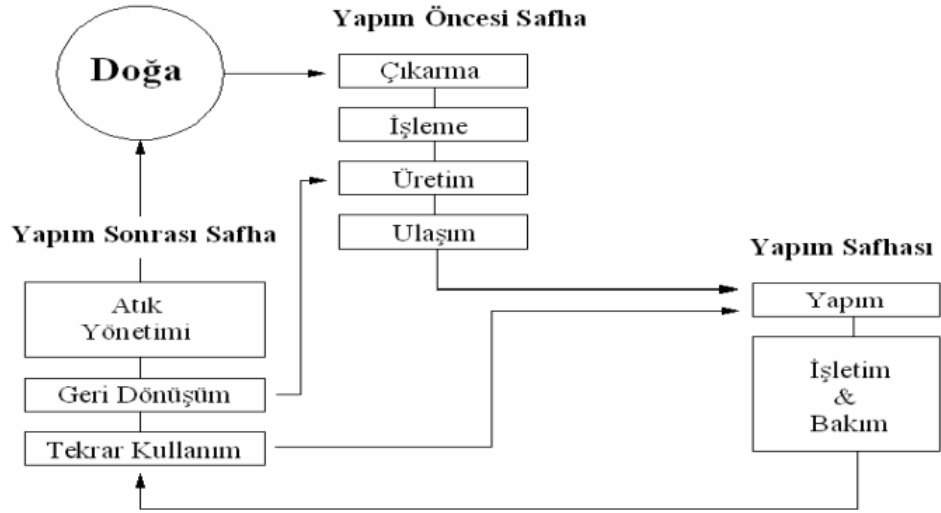 Yapım Öncesi Safha
Doğa
Çıkarma
İşleme
Üretim
Ulaşım
Yapım Sonrası Safha
Atık
Yönetimi
Geri Dönüşüm
Tekrar Kullanım
Yapım Safhası
Yapım
İşletim
&
Bakım